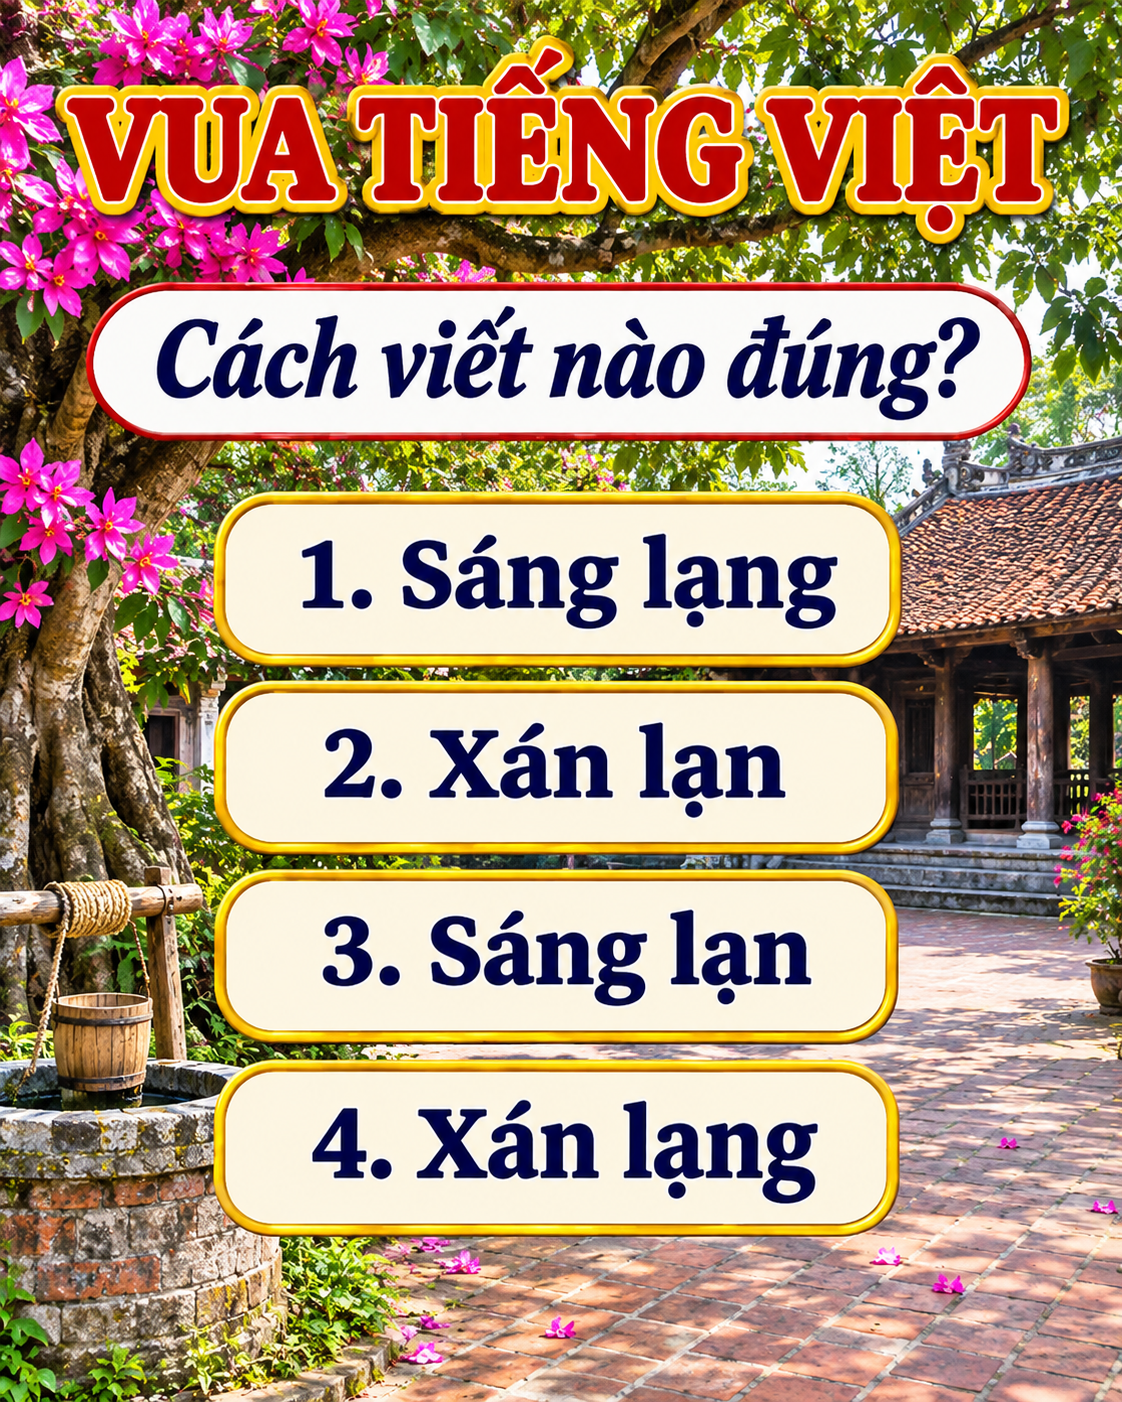 VUA TIẾNG VIỆT
Cách viết nào đúng?
1. Sáng lạng
2. Xán lạn
3. Sáng lạn
4. Xán lạng